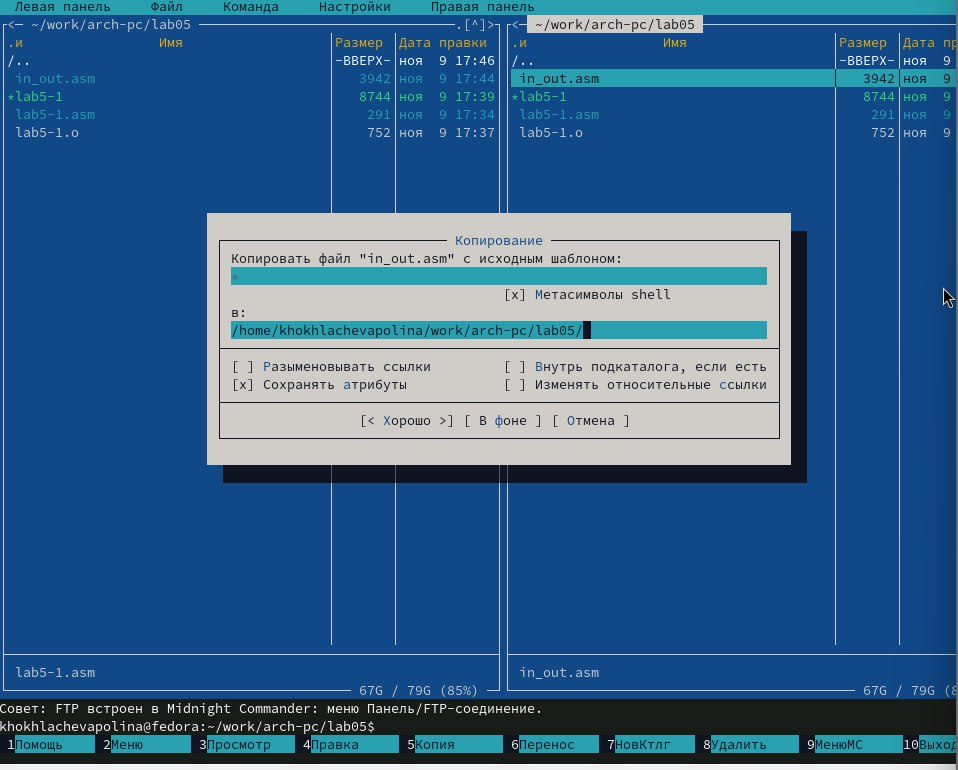 Левая панель Файл Команда Настройки Правая панель
<─ ~/work/arch-pc/lab05 .[^]> <─ ~/work/arch-pc/lab05
.и Имя Размер Дата правки .и Имя Размер Дата пр
/.. -ВВЕРХ- ноя 9 17:46 /.. -ВВЕРХ- ноя 9
in_out.asm 3942 ноя 9 17:44 in_out.asm 3942 ноя 9
*lab5-1 8744 ноя 9 17:39 *lab5-1 8744 ноя 9
lab5-1.asm 291 ноя 9 17:34 lab5-1.asm 291 ноя 9
lab5-1.o 752 ноя 9 17:37 lab5-1.o 752 ноя 9
Копирование
Копировать файл "in_out.asm" с исходным шаблоном:
*
[x] Метасимволы shell
в:
/home/khokhlachevapolina/work/arch-pc/lab05/
[ ] Разыменовывать ссылки [ ] Внутрь подкаталога, если есть
[x] Сохранять атрибуты [ ] Изменять относительные ссылки
[< Хорошо >] [ В фоне ] [ Отмена ]
lab5-1.asm in_out.asm
67G / 79G (85%) 67G / 79G (8
Совет: FTP встроен в Midnight Commander: меню Панель/FTP-соединение.
khokhlachevapolina@fedora:~/work/arch-pc/lab05$
1Помощь 2Меню 3Просмотр 4Правка 5Копия 6Перенос 7НовКтлг 8Удалить 9МенюMC 10Выход